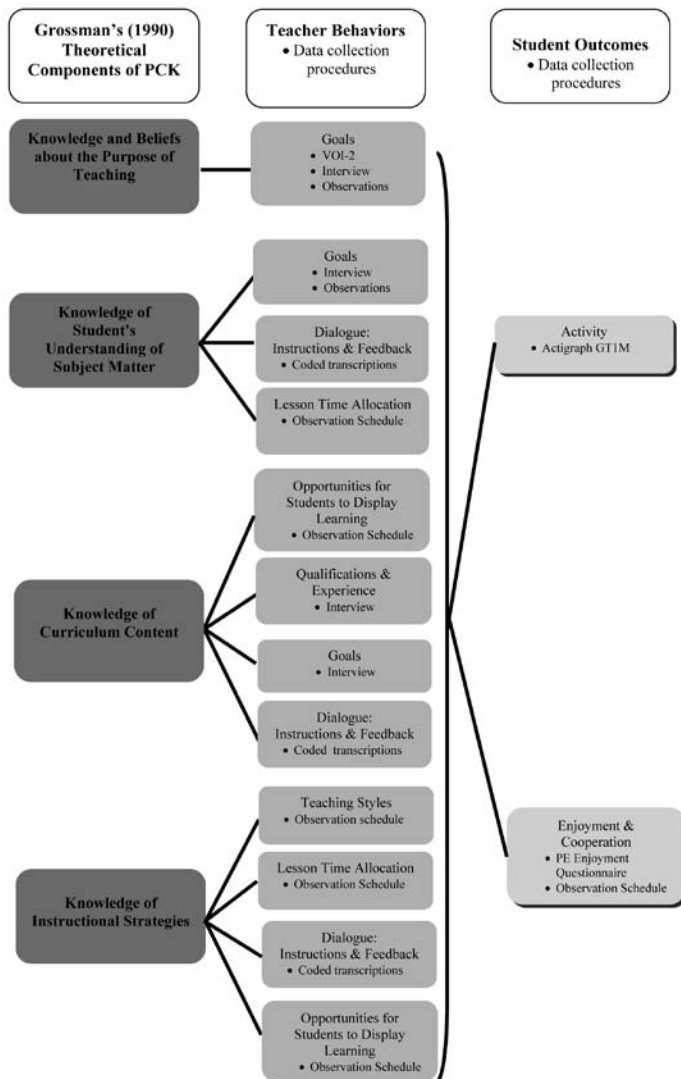 Grossman's (1990)
Theoretical
Components of PCK
Teacher Behaviors
• Data collection
procedures
Student Outcomes
• Data collection
procedures
Knowledge and Beliefs
about the Purpose of
Teaching
Goals
• VOI-2
• Interview
• Observations
Knowledge of
Student's
Understanding of
Subject Matter
Goals
• Interview
• Observations
Dialogue:
Instructions & Feedback
• Coded transcriptions
Lesson Time Allocation
• Observation Schedule
Knowledge of
Curriculum Content
Opportunities for
Students to Display
Learning
• Observation Schedule
Qualifications &
Experience
• Interview
Goals
• Interview
Dialogue:
Instructions & Feedback
• Coded transcriptions
Knowledge of
Instructional Strategies
Teaching Styles
• Observation schedule
Lesson Time Allocation
• Observation Schedule
Dialogue:
Instructions & Feedback
• Coded transcriptions
Opportunities for
Students to Display
Learning
• Observation Schedule
Activity
• Actigraph GT1M
Enjoyment &
Cooperation
• PE Enjoyment
Questionnaire
• Observation Schedule